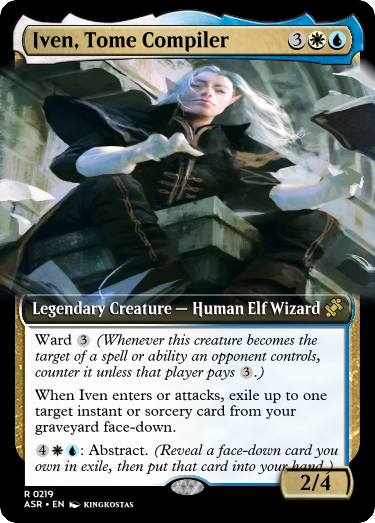 Iven, Tome Compiler 3
Legendary Creature — Human Elf Wizard
Ward 3 (Whenever this creature becomes the
target of a spell or ability an opponent controls,
counter it unless that player pays 3.)
When Iven enters or attacks, exile up to one
target instant or sorcery card from your
graveyard face-down.
4: Abstract. (Reveal a face-down card you
own in exile, then put that card into your hand.)
2/4
R 0219
ASR • EN KINGKOSTAS